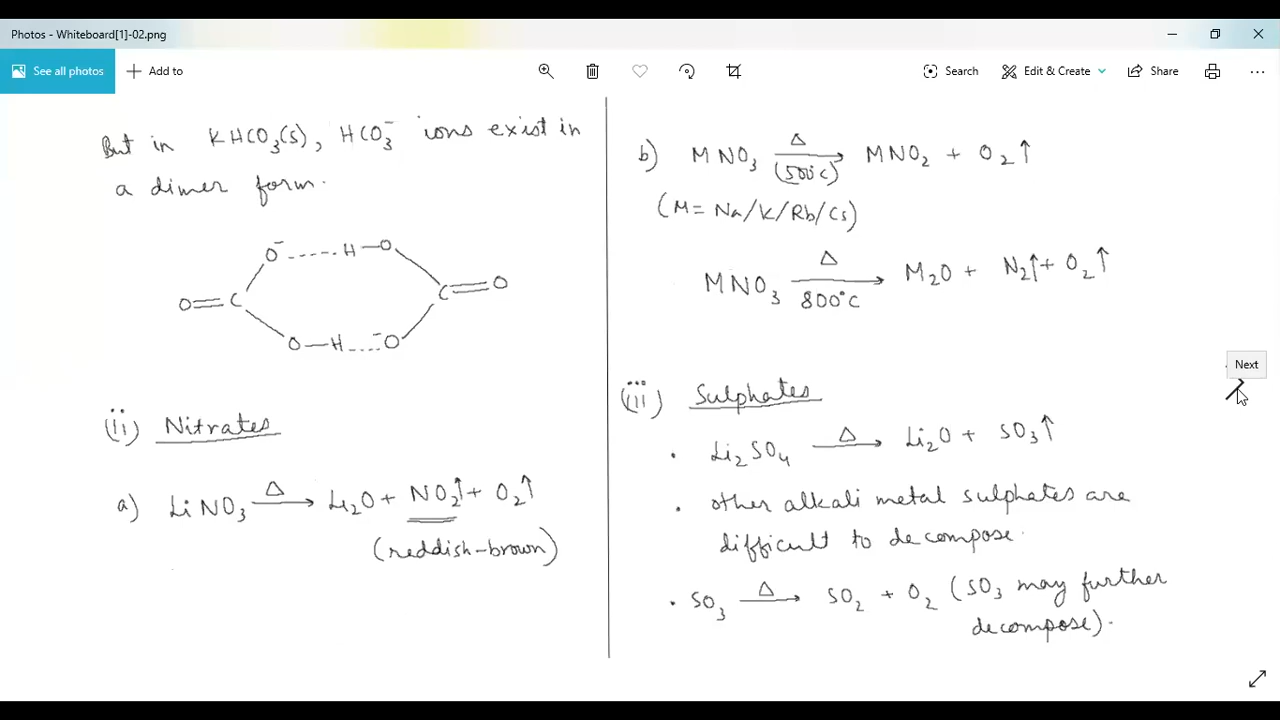 Photos - Whiteboard[1]-02.png
See all photos
Add to
Search
Edit & Create
Share
But in KHCO₃(s), HCO₃⁻ ions exist in
a dimer form.
O⁻ ---- H — O
O = C
C = O
O — H ---- ⁻O
(ii) Nitrates
a) LiNO₃ —Δ→ Li₂O + NO₂↑ + O₂↑
(reddish-brown)
b) MNO₃ —Δ→ (500°C) MNO₂ + O₂↑
(M = Na/K/Rb/Cs)
MNO₃ —Δ→ 800°C M₂O + N₂↑ + O₂↑
(iii) Sulphates
· Li₂SO₄ —Δ→ Li₂O + SO₃↑
· other alkali metal sulphates are
difficult to decompose.
· SO₃ —Δ→ SO₂ + O₂ (SO₃ may further
decompose).
Next